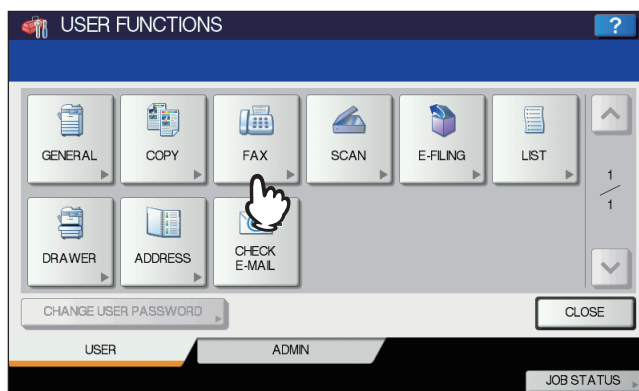 USER FUNCTIONS
?
GENERAL
COPY
FAX
SCAN
E-FILING
LIST
1
1
DRAWER
ADDRESS
CHECK
E-MAIL
CHANGE USER PASSWORD
CLOSE
USER
ADMIN
JOB STATUS